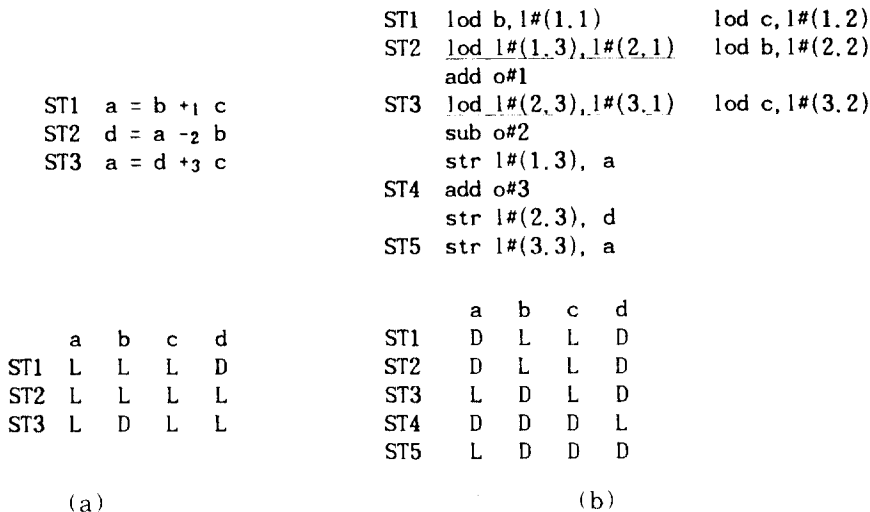 ST1 a = b +1 c
ST2 d = a -2 b
ST3 a = d +3 c
a b c d
ST1 L L L D
ST2 L L L L
ST3 L D L L
(a)
ST1 lod b, l#(1.1) lod c, l#(1.2)
ST2 lod l#(1.3), l#(2.1) lod b, l#(2.2)
add o#1
ST3 lod l#(2.3), l#(3.1) lod c, l#(3.2)
sub o#2
str l#(1.3), a
ST4 add o#3
str l#(2.3), d
ST5 str l#(3.3), a
a b c d
ST1 D L L D
ST2 D L L D
ST3 L D L D
ST4 D D D L
ST5 L D D D
(b)